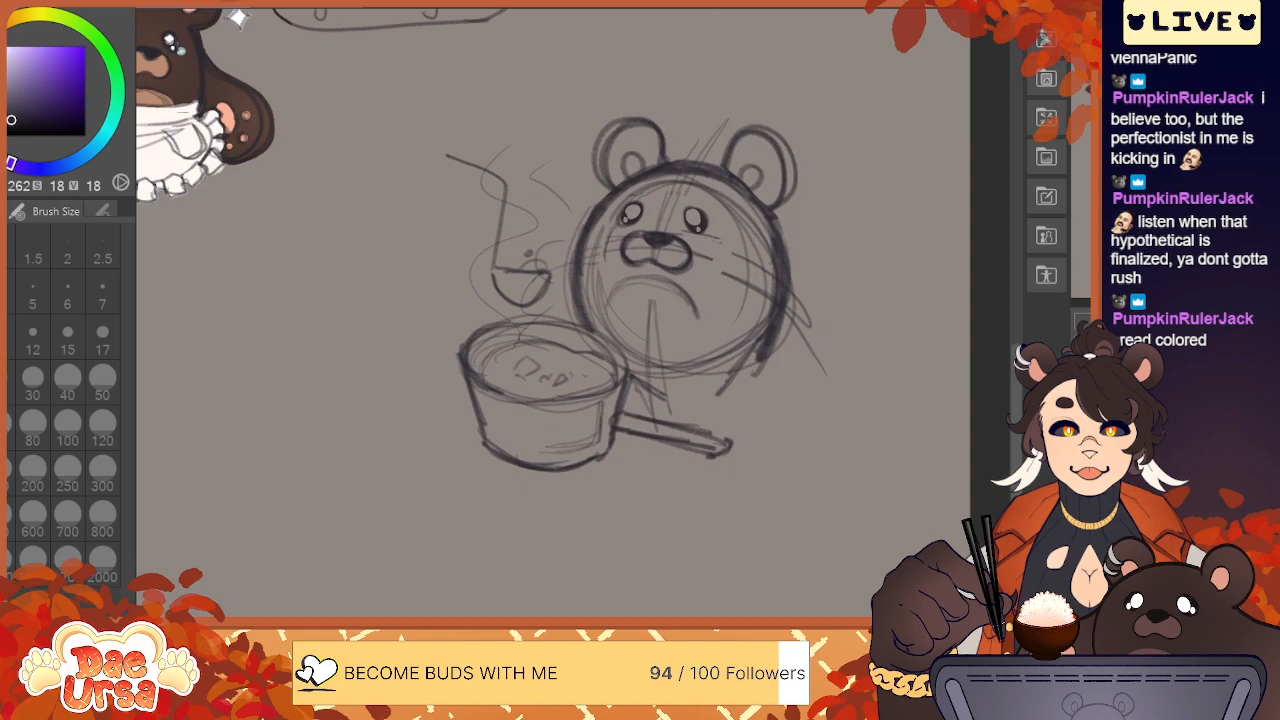 LIVE
viennaPanic
PumpkinRulerJack i
believe too, but the
perfectionist in me is
kicking in
PumpkinRulerJack
listen when that
hypothetical is
finalized, ya dont gotta
rush
PumpkinRulerJack
read colored
262 S 18 V 18
Brush Size
1.5 2 2.5
5 6 7
12 15 17
30 40 50
80 100 120
200 250 300
600 700 800
2000
Dae
Ursa
BECOME BUDS WITH ME
94 / 100 Followers